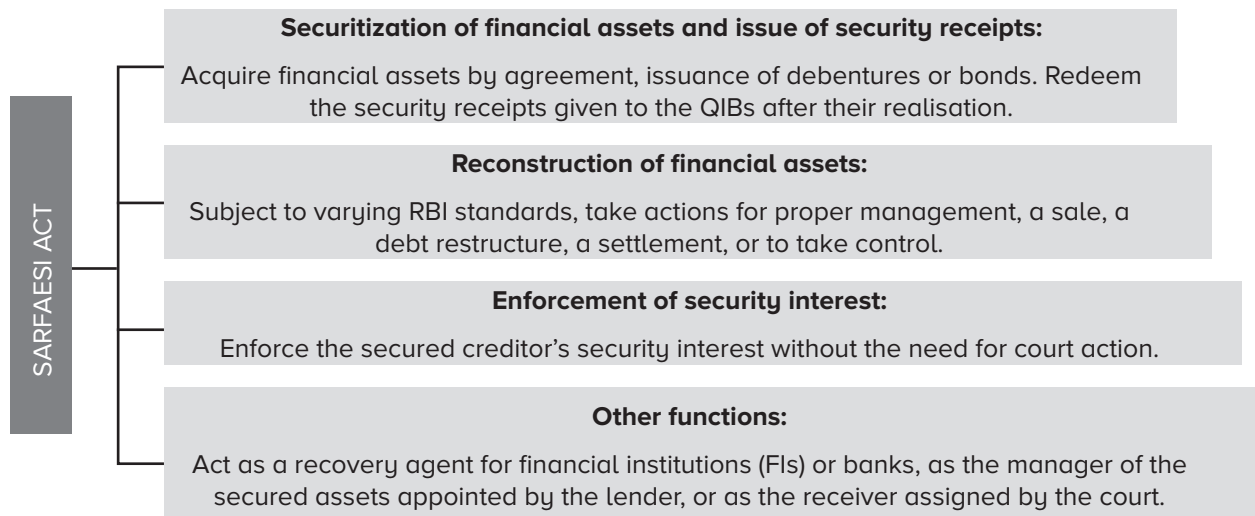 SARFAESI ACT
Securitization of financial assets and issue of security receipts:
Acquire financial assets by agreement, issuance of debentures or bonds. Redeem
the security receipts given to the QIBs after their realisation.
Reconstruction of financial assets:
Subject to varying RBI standards, take actions for proper management, a sale, a
debt restructure, a settlement, or to take control.
Enforcement of security interest:
Enforce the secured creditor's security interest without the need for court action.
Other functions:
Act as a recovery agent for financial institutions (FIs) or banks, as the manager of the
secured assets appointed by the lender, or as the receiver assigned by the court.